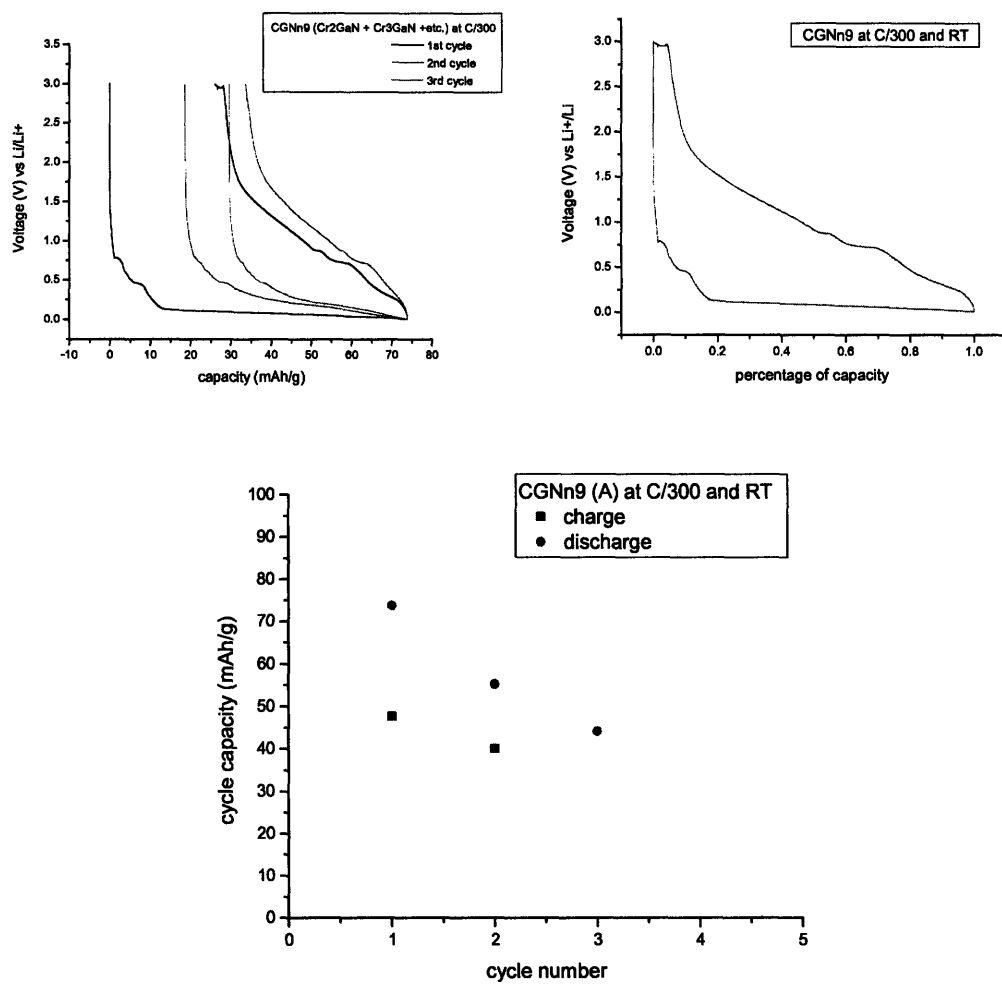 CGNn9 (Cr2GaN + Cr3GaN +etc.) at C/300
1st cycle
2nd cycle
3rd cycle
3.5
3.0
2.5
2.0
1.5
1.0
0.5
0.0
Voltage (V) vs Li/Li+
-10 0 10 20 30 40 50 60 70 80
capacity (mAh/g)
CGNn9 at C/300 and RT
3.0
2.5
2.0
1.5
1.0
0.5
0.0
Voltage (V) vs Li+/Li
0.0 0.2 0.4 0.6 0.8 1.0
percentage of capacity
CGNn9 (A) at C/300 and RT
charge
discharge
100
90
80
70
60
50
40
30
20
10
0
cycle capacity (mAh/g)
0 1 2 3 4 5
cycle number